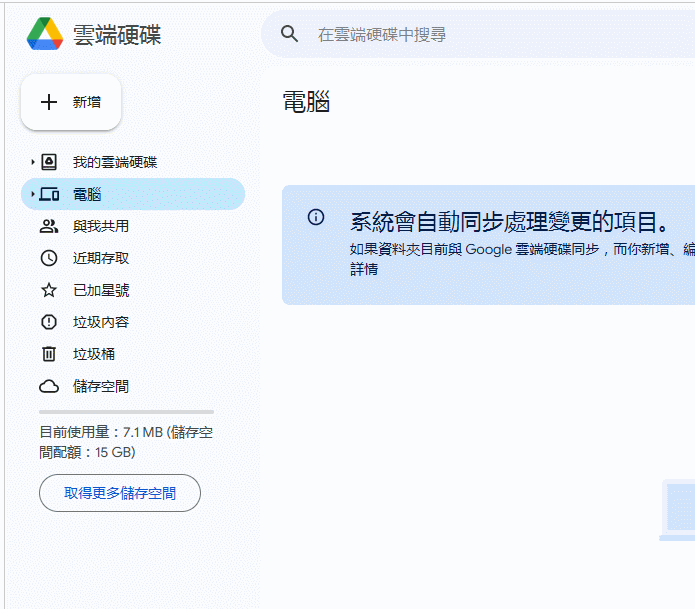 雲端硬碟
在雲端硬碟中搜尋
新增
電腦
我的雲端硬碟
電腦
與我共用
系統會自動同步處理變更的項目。
如果資料夾目前與 Google 雲端硬碟同步，而你新增、編
詳情
近期存取
已加星號
垃圾內容
垃圾桶
儲存空間
目前使用量：7.1 MB (儲存空
間配額：15 GB)
取得更多儲存空間